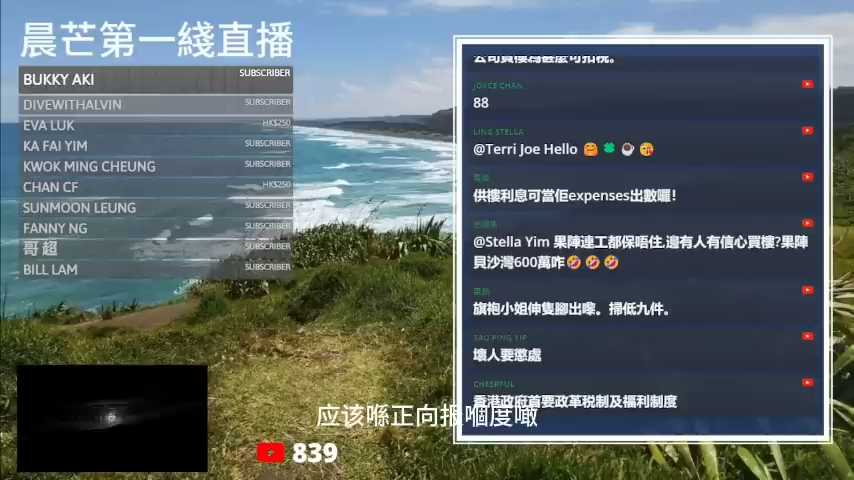 晨芒第一綫直播
BUKKY AKI SUBSCRIBER
DIVEWITHALVIN SUBSCRIBER
EVA LUK HK$250
KA FAI YIM SUBSCRIBER
KWOK MING CHEUNG SUBSCRIBER
CHAN CF HK$250
SUNMOON LEUNG SUBSCRIBER
FANNY NG SUBSCRIBER
哥 超 SUBSCRIBER
BILL LAM SUBSCRIBER
JOYCE CHAN
88
LING STELLA
@Terri Joe Hello 🤗 🍀 ☕ 😘
供樓利息可當佢expenses出數囉！
@Stella Yim 果陣連工都保唔住,邊有人有信心買樓?果陣
貝沙灣600萬咋🤣🤣🤣
旗袍小姐伸隻腳出嚟。掃低九件。
SAU PING YIP
壞人要懲處
CHEERFUL
香港政府首要政革税制及福利制度
应该喺正向报嗰度噉
839